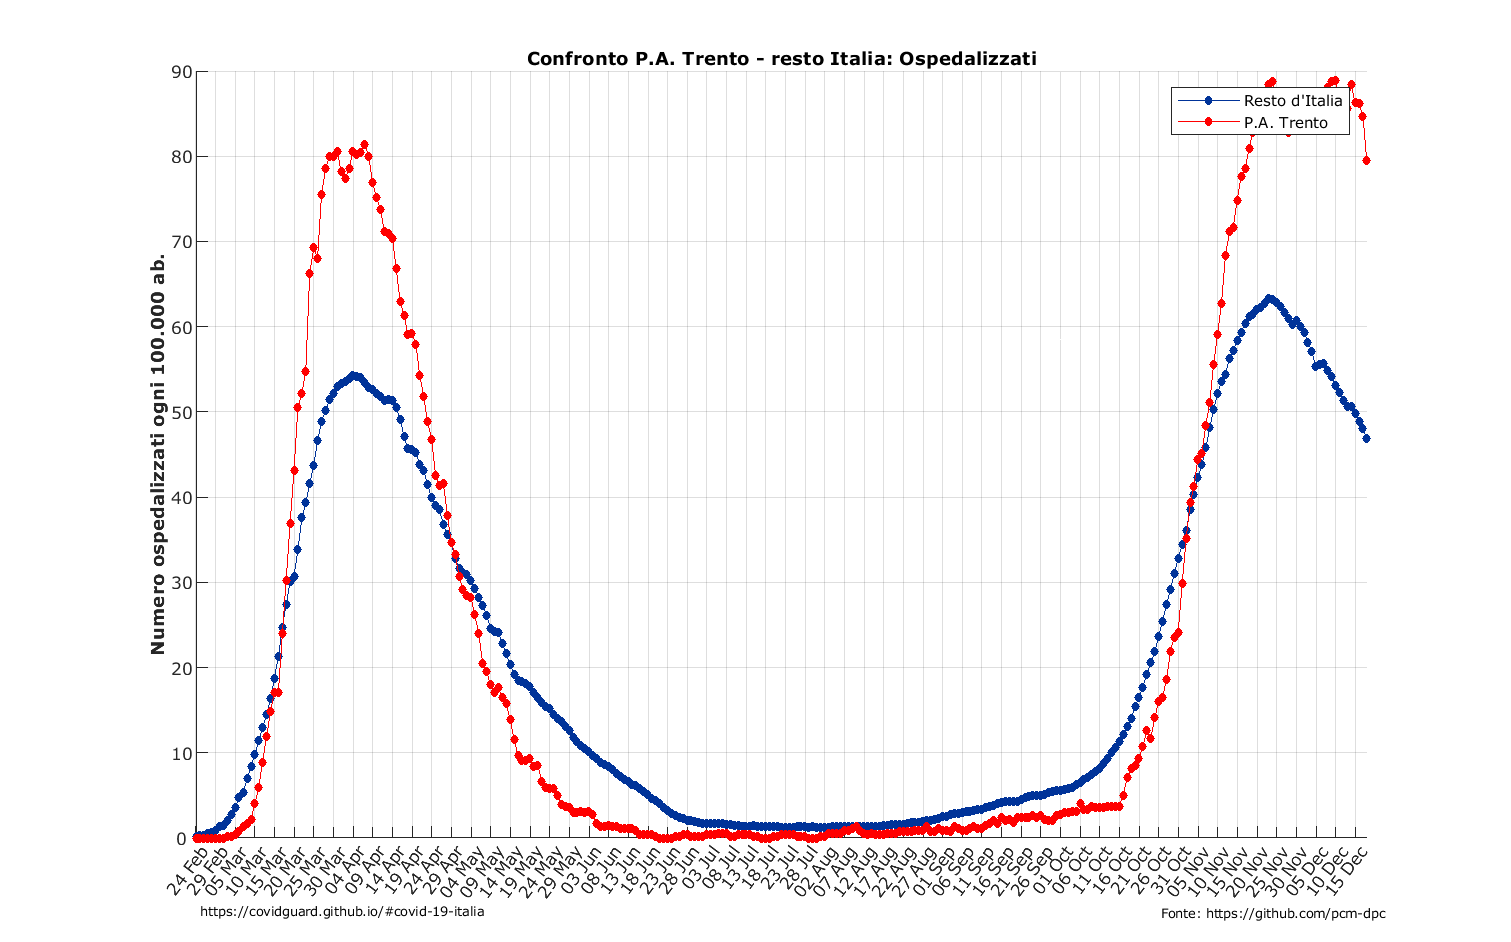 Confronto P.A. Trento - resto Italia: Ospedalizzati
Numero ospedalizzati ogni 100.000 ab.
90
80
70
60
50
40
30
20
10
0
Resto d'Italia
P.A. Trento
24 Feb
29 Feb
05 Mar
10 Mar
15 Mar
20 Mar
25 Mar
30 Mar
04 Apr
09 Apr
14 Apr
19 Apr
24 Apr
29 Apr
04 May
09 May
14 May
19 May
24 May
29 May
03 Jun
08 Jun
13 Jun
18 Jun
23 Jun
28 Jun
03 Jul
08 Jul
13 Jul
18 Jul
23 Jul
28 Jul
02 Aug
07 Aug
12 Aug
17 Aug
22 Aug
27 Aug
01 Sep
06 Sep
11 Sep
16 Sep
21 Sep
26 Sep
01 Oct
06 Oct
11 Oct
16 Oct
21 Oct
26 Oct
31 Oct
05 Nov
10 Nov
15 Nov
20 Nov
25 Nov
30 Nov
05 Dec
10 Dec
15 Dec
https://covidguard.github.io/#covid-19-italia
Fonte: https://github.com/pcm-dpc